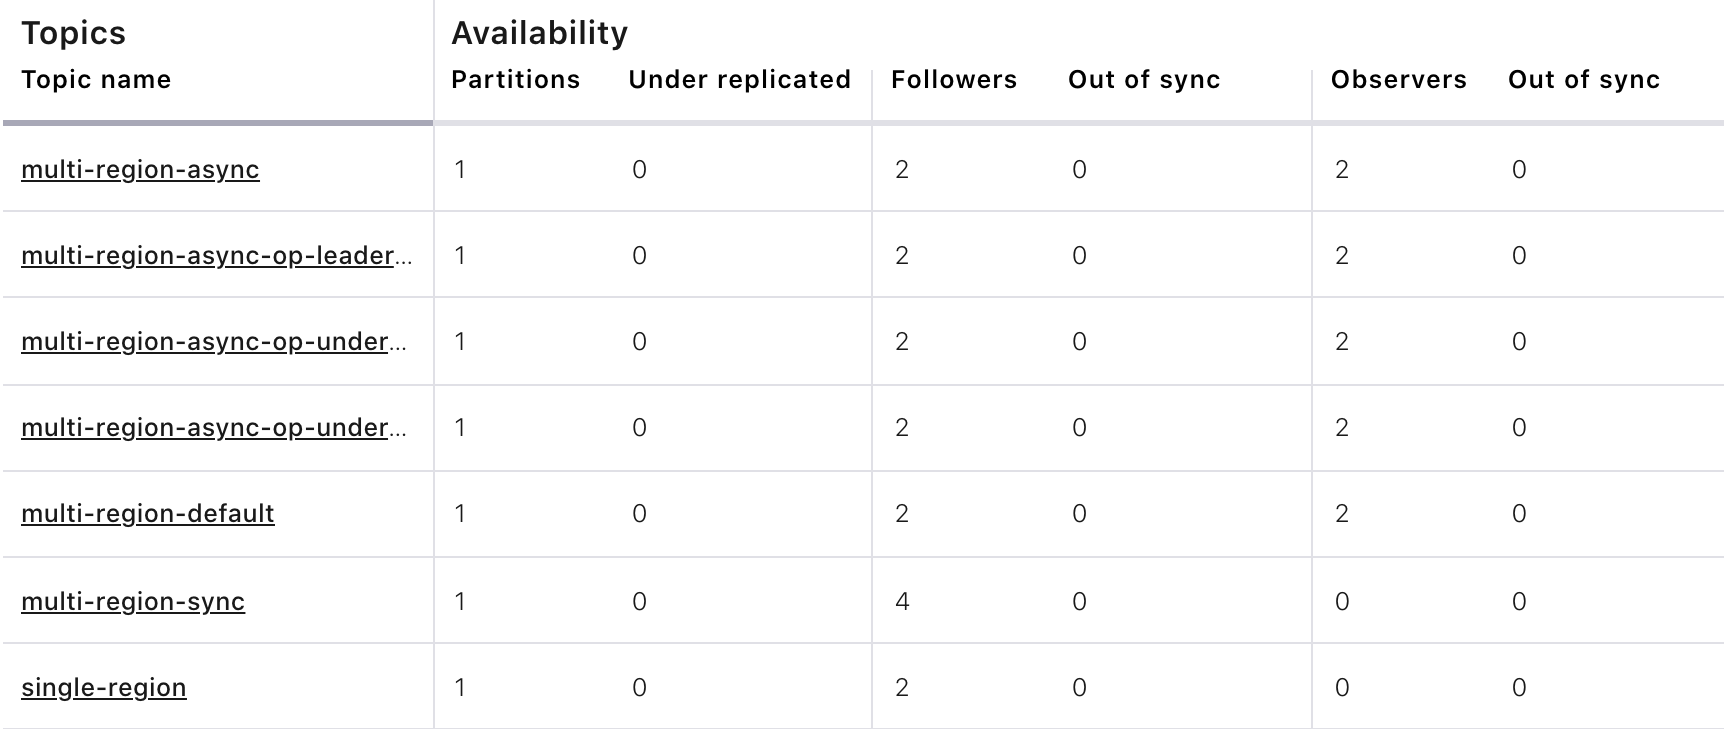 Topics Availability
Topic name Partitions Under replicated Followers Out of sync Observers Out of sync
multi-region-async 1 0 2 0 2 0
multi-region-async-op-leader... 1 0 2 0 2 0
multi-region-async-op-under... 1 0 2 0 2 0
multi-region-async-op-under... 1 0 2 0 2 0
multi-region-default 1 0 2 0 2 0
multi-region-sync 1 0 4 0 0 0
single-region 1 0 2 0 0 0